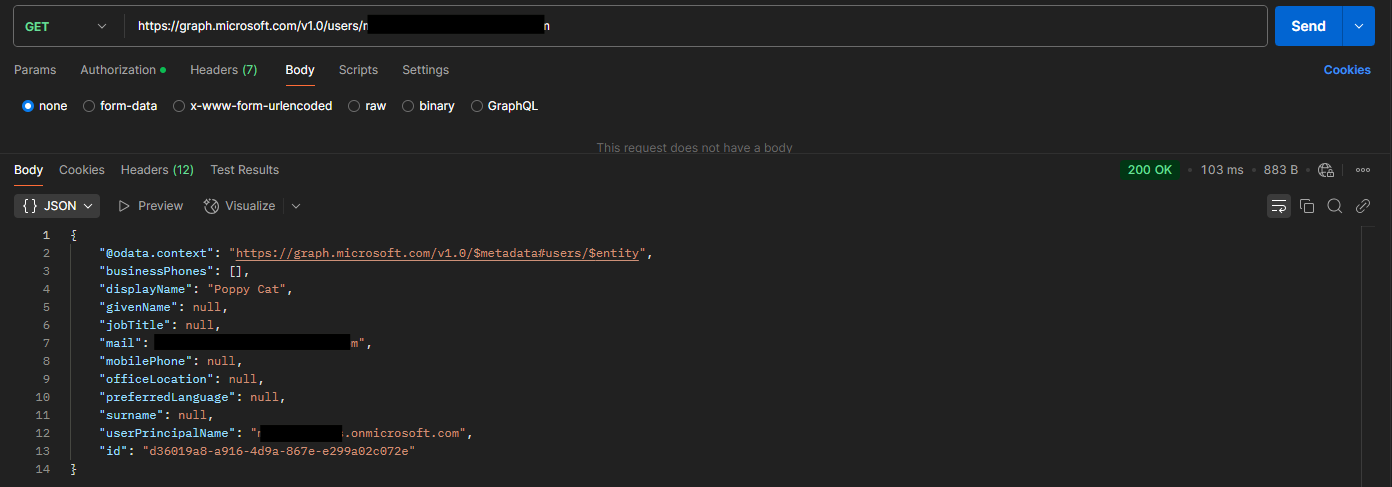 GET https://graph.microsoft.com/v1.0/users/ Send
Params Authorization Headers (7) Body Scripts Settings Cookies
none form-data x-www-form-urlencoded raw binary GraphQL
This request does not have a body
Body Cookies Headers (12) Test Results 200 OK • 103 ms • 883 B •
{} JSON Preview Visualize
1 {
2 "@odata.context": "https://graph.microsoft.com/v1.0/$metadata#users/$entity",
3 "businessPhones": [],
4 "displayName": "Poppy Cat",
5 "givenName": null,
6 "jobTitle": null,
7 "mail": m",
8 "mobilePhone": null,
9 "officeLocation": null,
10 "preferredLanguage": null,
11 "surname": null,
12 "userPrincipalName": " .onmicrosoft.com",
13 "id": "d36019a8-a916-4d9a-867e-e299a02c072e"
14 }